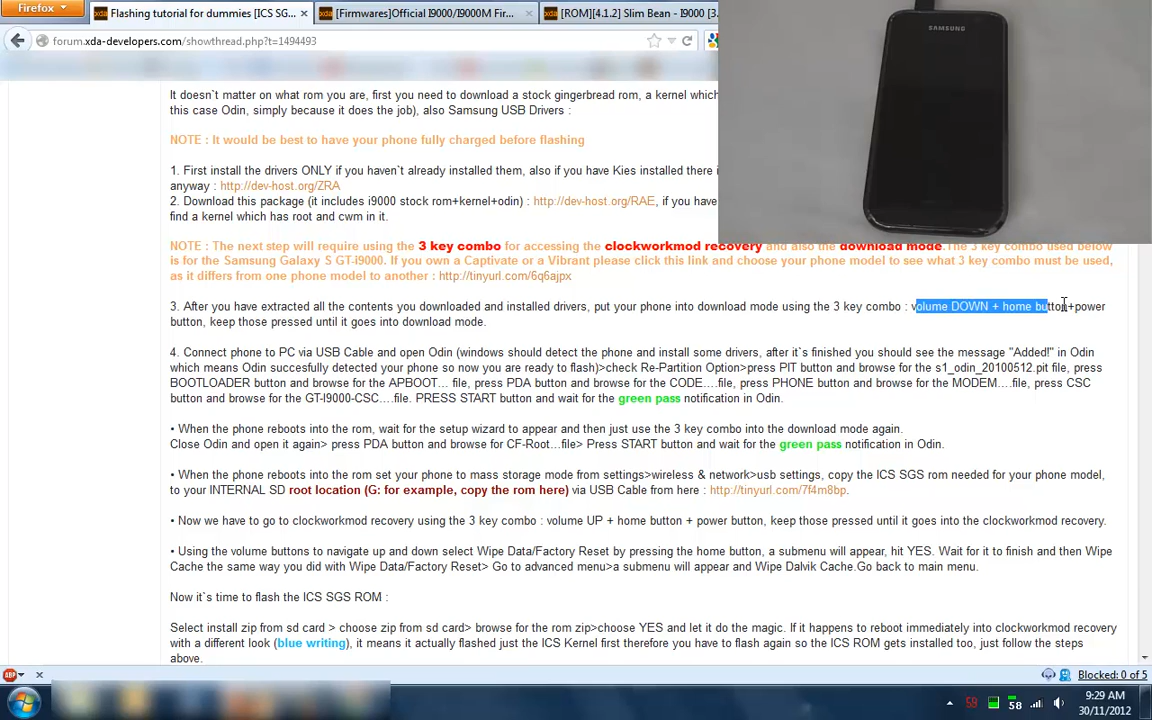 Firefox
Flashing tutorial for dummies [ICS SG...
[Firmwares]Official I9000/I9000M Fir...
[ROM][4.1.2] Slim Bean - I9000 [3.
forum.xda-developers.com/showthread.php?t=1494493
SAMSUNG
It doesn`t matter on what rom you are, first you need to download a stock gingerbread rom, a kernel whic
this case Odin, simply because it does the job), also Samsung USB Drivers :
NOTE : It would be best to have your phone fully charged before flashing
1. First install the drivers ONLY if you haven`t already installed them, also if you have Kies installed there
anyway : http://dev-host.org/ZRA
2. Download this package (it includes i9000 stock rom+kernel+odin) : http://dev-host.org/RAE, if you have
find a kernel which has root and cwm in it.
NOTE : The next step will require using the 3 key combo for accessing the clockworkmod recovery and also the download mode.The 3 key combo used below
is for the Samsung Galaxy S GT-i9000. If you own a Captivate or a Vibrant please click this link and choose your phone model to see what 3 key combo must be used,
as it differs from one phone model to another : http://tinyurl.com/6q6ajpx
3. After you have extracted all the contents you downloaded and installed drivers, put your phone into download mode using the 3 key combo : volume DOWN + home button+power
button, keep those pressed until it goes into download mode.
4. Connect phone to PC via USB Cable and open Odin (windows should detect the phone and install some drivers, after it`s finished you should see the message "Added!" in Odin
which means Odin succesfully detected your phone so now you are ready to flash)>check Re-Partition Option>press PIT button and browse for the s1_odin_20100512.pit file, press
BOOTLOADER button and browse for the APBOOT... file, press PDA button and browse for the CODE....file, press PHONE button and browse for the MODEM....file, press CSC
button and browse for the GT-I9000-CSC....file. PRESS START button and wait for the green pass notification in Odin.
• When the phone reboots into the rom, wait for the setup wizard to appear and then just use the 3 key combo into the download mode again.
Close Odin and open it again> press PDA button and browse for CF-Root...file> Press START button and wait for the green pass notification in Odin.
• When the phone reboots into the rom set your phone to mass storage mode from settings>wireless & network>usb settings, copy the ICS SGS rom needed for your phone model,
to your INTERNAL SD root location (G: for example, copy the rom here) via USB Cable from here : http://tinyurl.com/7f4m8bp.
• Now we have to go to clockworkmod recovery using the 3 key combo : volume UP + home button + power button, keep those pressed until it goes into the clockworkmod recovery.
• Using the volume buttons to navigate up and down select Wipe Data/Factory Reset by pressing the home button, a submenu will appear, hit YES. Wait for it to finish and then Wipe
Cache the same way you did with Wipe Data/Factory Reset> Go to advanced menu>a submenu will appear and Wipe Dalvik Cache.Go back to main menu.
Now it`s time to flash the ICS SGS ROM :
Select install zip from sd card > choose zip from sd card> browse for the rom zip>choose YES and let it do the magic. If it happens to reboot immediately into clockworkmod recovery
with a different look (blue writing), it means it actually flashed just the ICS Kernel first therefore you have to flash again so the ICS ROM gets installed too, just follow the steps
above.
ABP
Blocked: 0 of 5
58
9:29 AM
30/11/2012